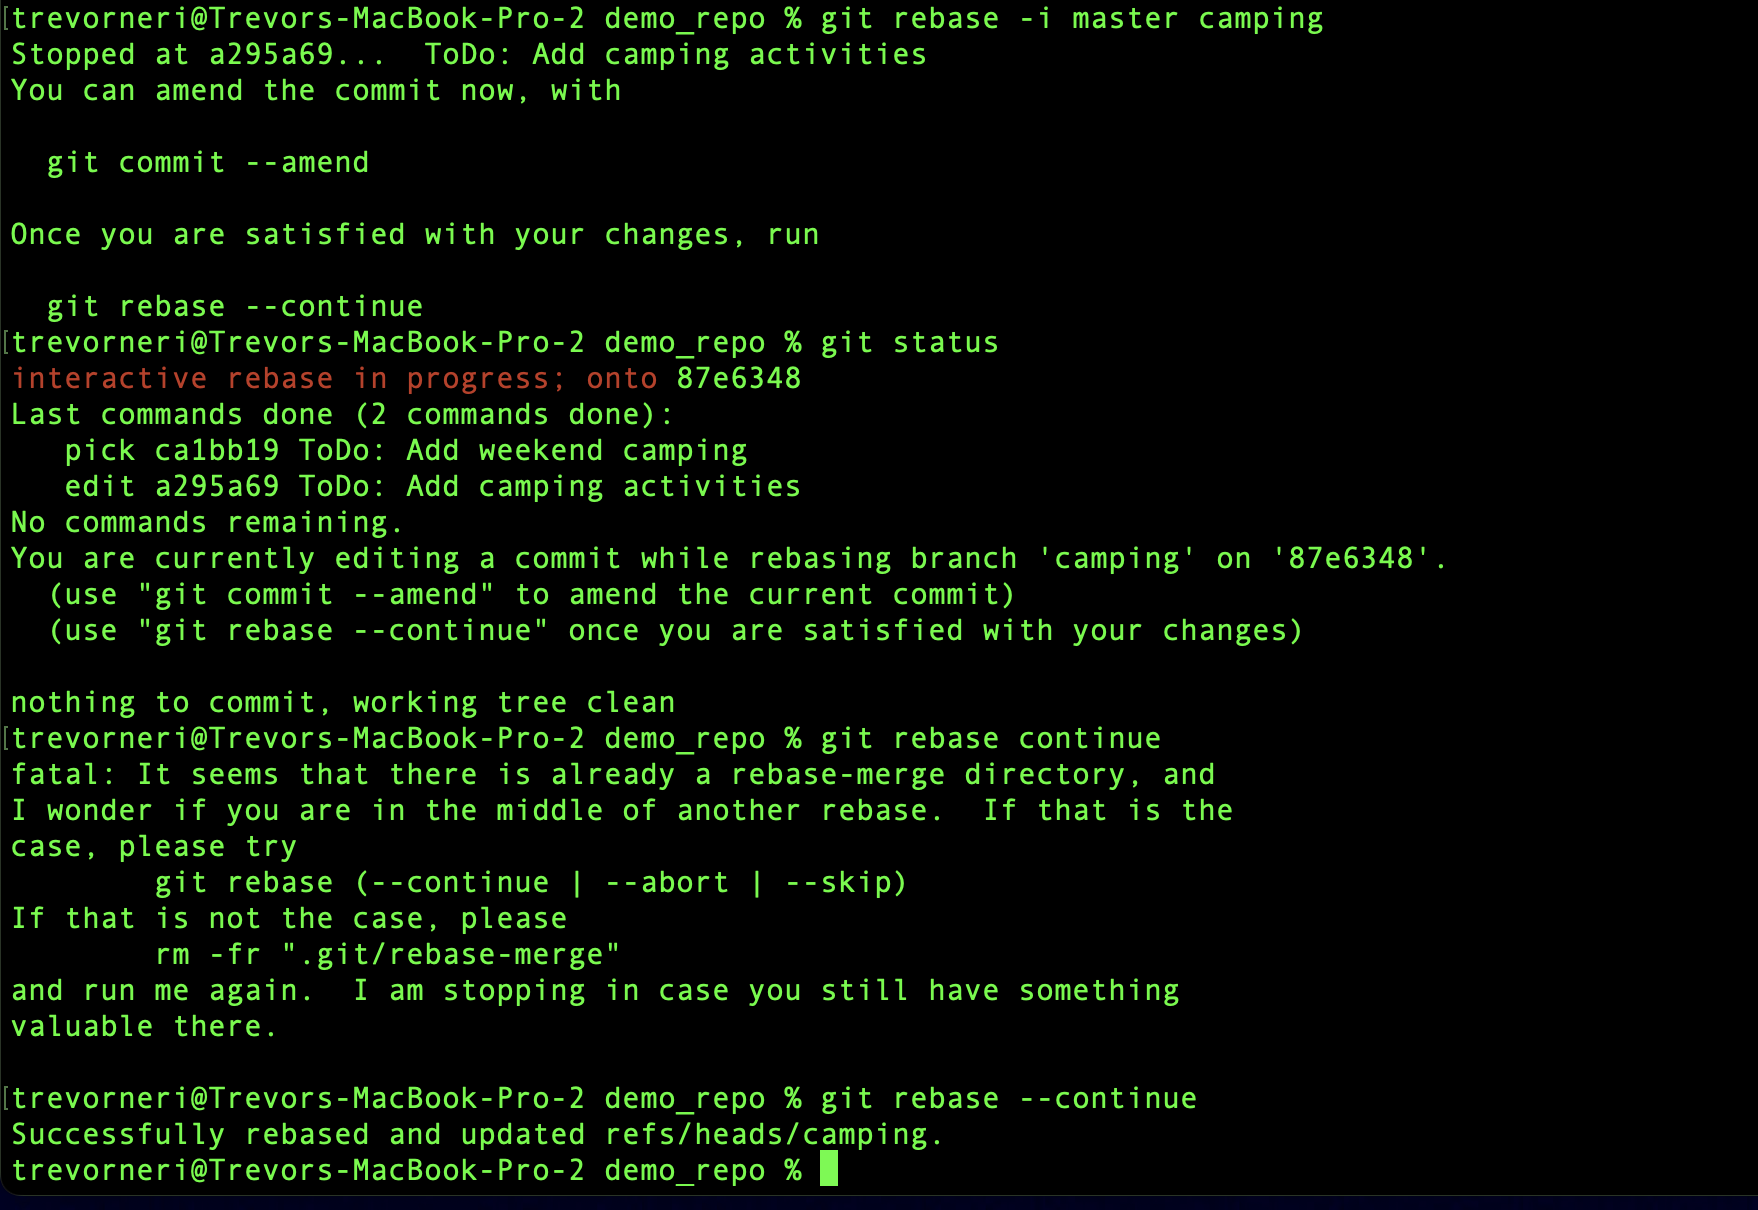 [trevorneri@Trevors-MacBook-Pro-2 demo_repo % git rebase -i master camping
Stopped at a295a69...  ToDo: Add camping activities
You can amend the commit now, with

  git commit --amend

Once you are satisfied with your changes, run

  git rebase --continue
[trevorneri@Trevors-MacBook-Pro-2 demo_repo % git status
interactive rebase in progress; onto 87e6348
Last commands done (2 commands done):
   pick ca1bb19 ToDo: Add weekend camping
   edit a295a69 ToDo: Add camping activities
No commands remaining.
You are currently editing a commit while rebasing branch 'camping' on '87e6348'.
  (use "git commit --amend" to amend the current commit)
  (use "git rebase --continue" once you are satisfied with your changes)

nothing to commit, working tree clean
[trevorneri@Trevors-MacBook-Pro-2 demo_repo % git rebase continue
fatal: It seems that there is already a rebase-merge directory, and
I wonder if you are in the middle of another rebase.  If that is the
case, please try
        git rebase (--continue | --abort | --skip)
If that is not the case, please
        rm -fr ".git/rebase-merge"
and run me again.  I am stopping in case you still have something
valuable there.

[trevorneri@Trevors-MacBook-Pro-2 demo_repo % git rebase --continue
Successfully rebased and updated refs/heads/camping.
trevorneri@Trevors-MacBook-Pro-2 demo_repo %